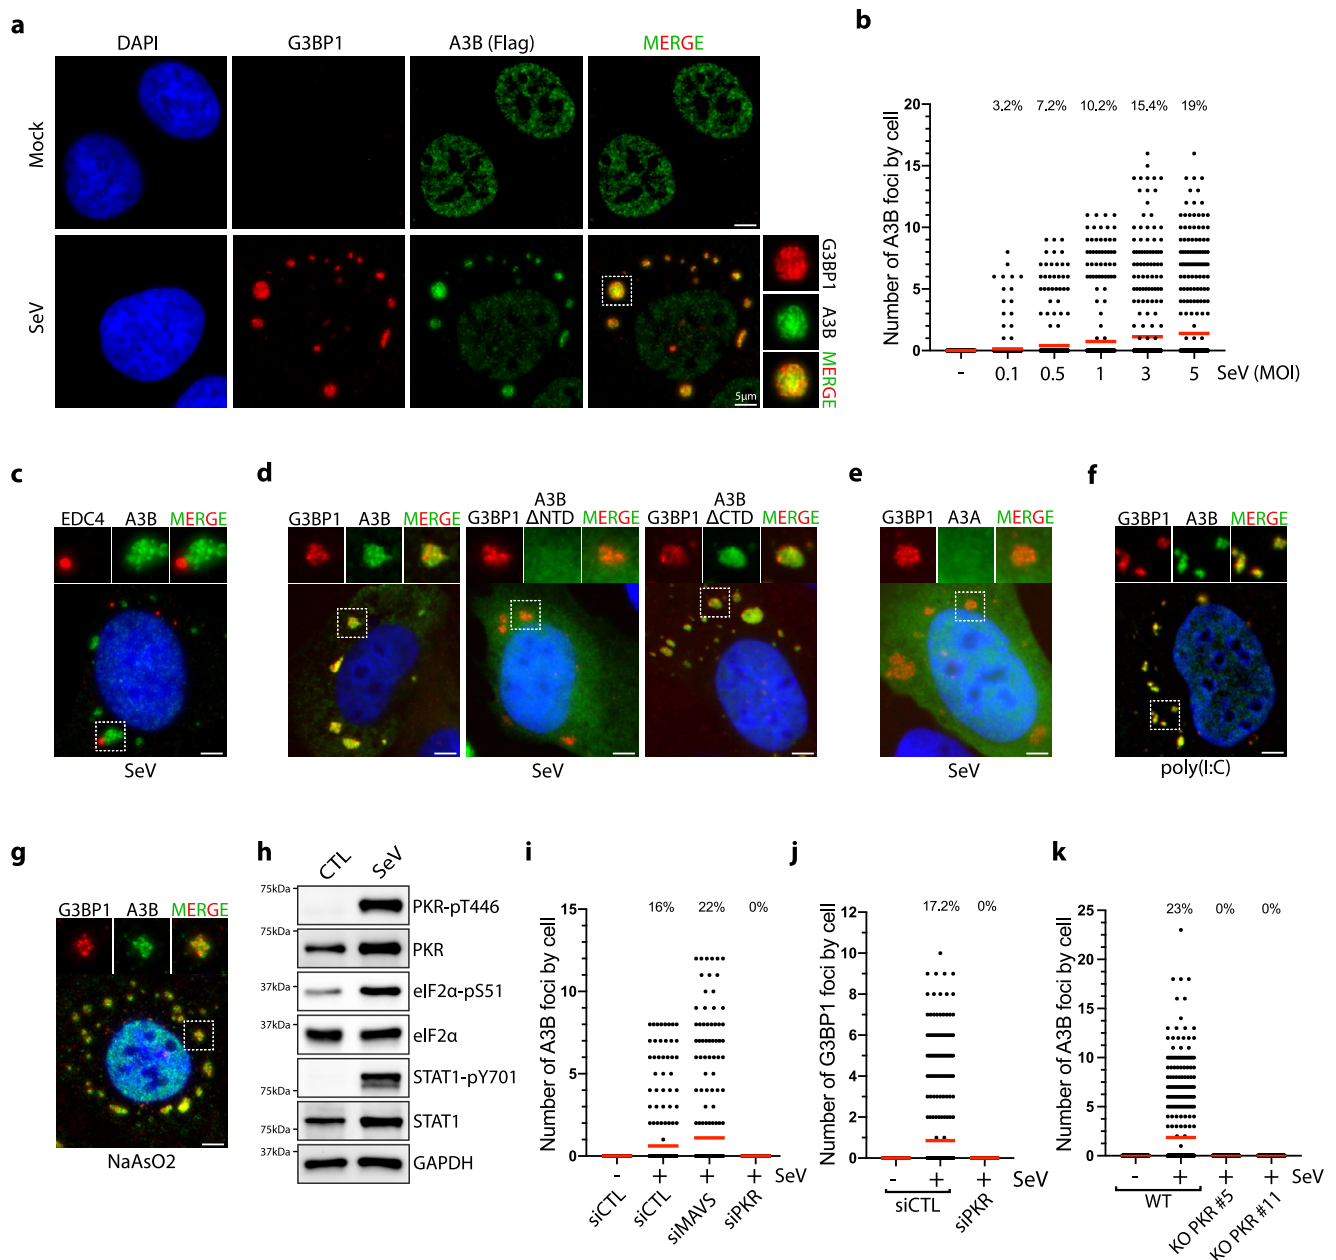 a
DAPI
G3BP1
A3B (Flag)
MERGE
Mock
SeV
5µm
G3BP1
A3B
MERGE
b
Number of A3B foci by cell
20
15
10
5
0
3.2%
7.2%
10.2%
15.4%
19%
-
0.1
0.5
1
3
5
SeV (MOI)
c
EDC4
A3B
MERGE
SeV
d
G3BP1
A3B
MERGE
G3BP1
A3B
ΔNTD
MERGE
G3BP1
A3B
ΔCTD
MERGE
SeV
e
G3BP1
A3A
MERGE
SeV
f
G3BP1
A3B
MERGE
poly(I:C)
g
G3BP1
A3B
MERGE
NaAsO2
h
CTL
SeV
75kDa
PKR-pT446
75kDa
PKR
37kDa
eIF2α-pS51
37kDa
eIF2α
STAT1-pY701
75kDa
STAT1
75kDa
37kDa
GAPDH
i
Number of A3B foci by cell
15
10
5
0
16%
22%
0%
-
+
+
+
SeV
siCTL
siCTL
siMAVS
siPKR
j
Number of G3BP1 foci by cell
12
10
8
6
4
2
0
17.2%
0%
-
+
+
SeV
siCTL
siPKR
k
Number of A3B foci by cell
25
20
15
10
5
0
23%
0%
0%
-
+
+
+
SeV
WT
KO PKR #5
KO PKR #11